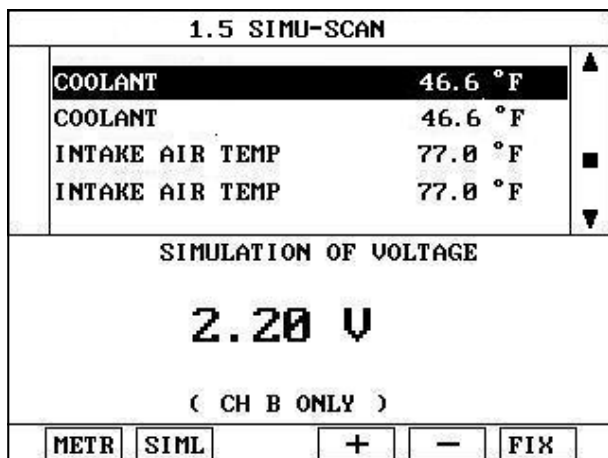 1.5 SIMU-SCAN
COOLANT 46.6 °F
COOLANT 46.6 °F
INTAKE AIR TEMP 77.0 °F
INTAKE AIR TEMP 77.0 °F
SIMULATION OF VOLTAGE
2.20 V
( CH B ONLY )
METR SIML + — FIX